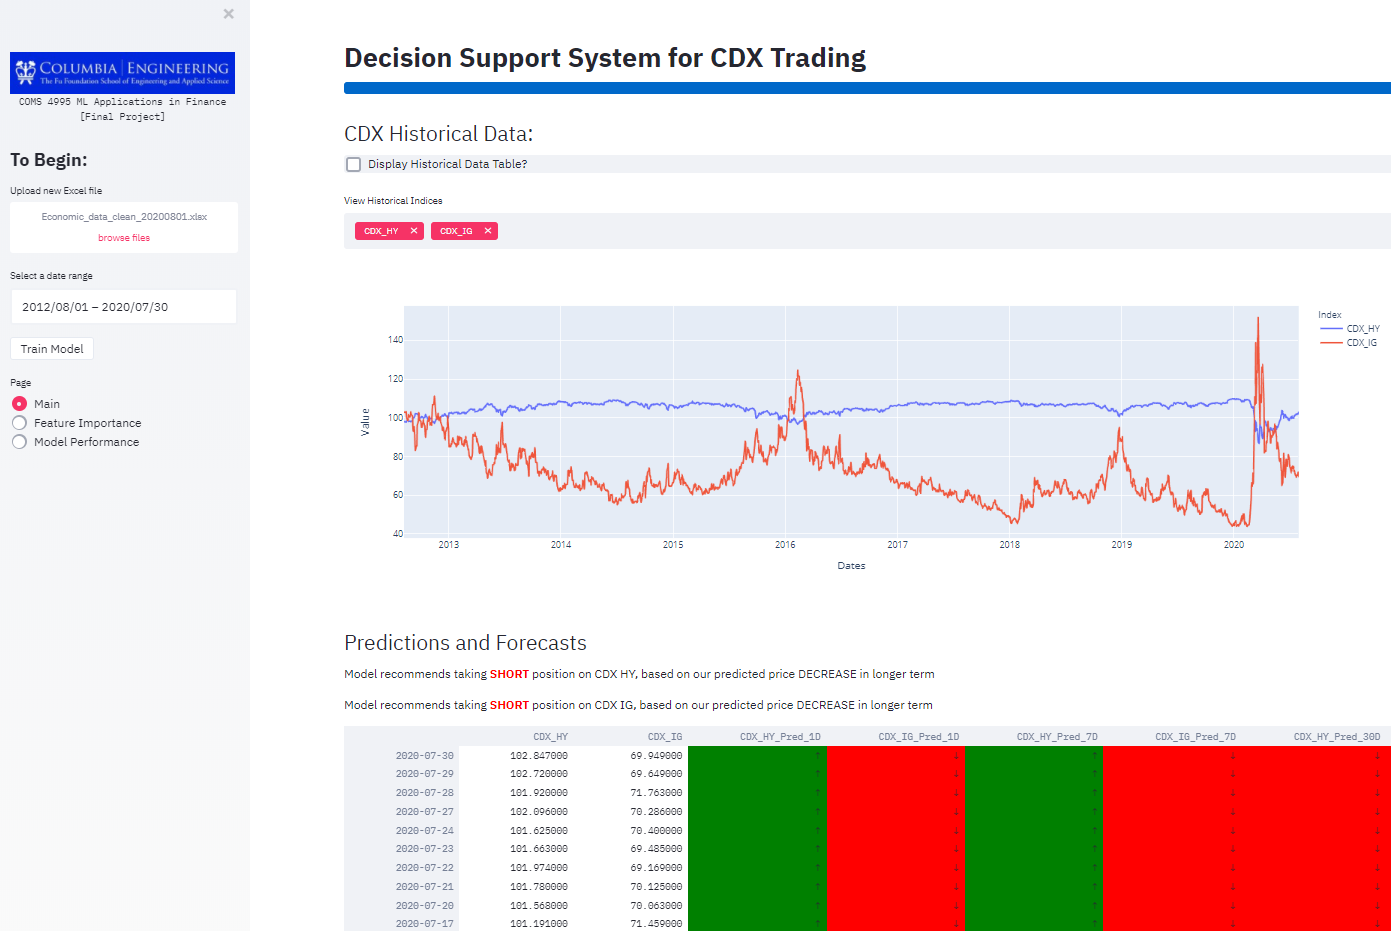 ×
COLUMBIA | ENGINEERING
The Fu Foundation School of Engineering and Applied Science
COMS 4995 ML Applications in Finance
[Final Project]
To Begin:
Upload new Excel file
Economic_data_clean_20200801.xlsx
browse files
Select a date range
2012/08/01 – 2020/07/30
Train Model
Page
Main
Feature Importance
Model Performance
Decision Support System for CDX Trading
CDX Historical Data:
Display Historical Data Table?
View Historical Indices
CDX_HY × CDX_IG ×
Index
CDX_HY
CDX_IG
Value
140
120
100
80
60
40
2013 2014 2015 2016 2017 2018 2019 2020
Dates
Predictions and Forecasts
Model recommends taking SHORT position on CDX HY, based on our predicted price DECREASE in longer term
Model recommends taking SHORT position on CDX IG, based on our predicted price DECREASE in longer term
CDX_HY CDX_IG CDX_HY_Pred_1D CDX_IG_Pred_1D CDX_HY_Pred_7D CDX_IG_Pred_7D CDX_HY_Pred_30D
2020-07-30 102.847000 69.949000 ↑ ↓ ↑ ↓ ↓
2020-07-29 102.720000 69.649000 ↑ ↓ ↑ ↓ ↓
2020-07-28 101.920000 71.763000 ↑ ↓ ↑ ↓ ↓
2020-07-27 102.096000 70.286000 ↑ ↓ ↑ ↓ ↓
2020-07-24 101.625000 70.400000 ↑ ↓ ↑ ↓ ↓
2020-07-23 101.663000 69.485000 ↑ ↓ ↑ ↓ ↓
2020-07-22 101.974000 69.169000 ↑ ↓ ↑ ↓ ↓
2020-07-21 101.780000 70.125000 ↑ ↓ ↑ ↓ ↓
2020-07-20 101.568000 70.063000 ↑ ↓ ↑ ↓ ↓
2020-07-17 101.191000 71.459000 ↑ ↓ ↑ ↓ ↓